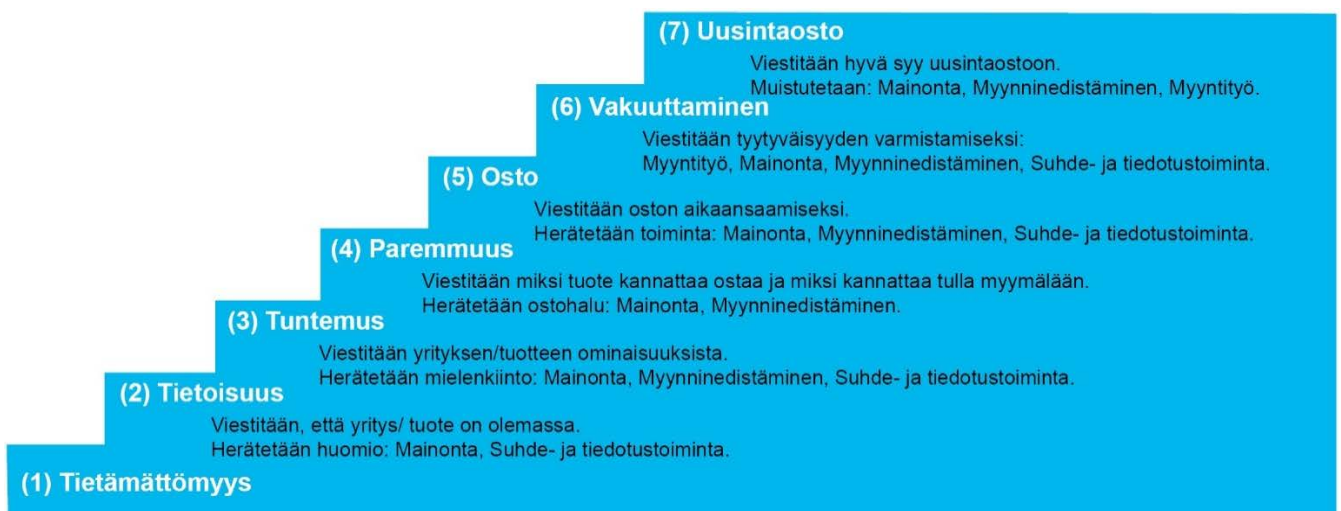 (7) Uusintaosto
Viestitään hyvä syy uusintaostoon.
Muistutetaan: Mainonta, Myynninedistäminen, Myyntityö.
(6) Vakuuttaminen
Viestitään tyytyväisyyden varmistamiseksi:
Myyntityö, Mainonta, Myynninedistäminen, Suhde- ja tiedotustoiminta.
(5) Osto
Viestitään oston aikaansaamiseksi.
Herätetään toiminta: Mainonta, Myynninedistäminen, Suhde- ja tiedotustoiminta.
(4) Paremmuus
Viestitään miksi tuote kannattaa ostaa ja miksi kannattaa tulla myymälään.
Herätetään ostohalu: Mainonta, Myynninedistäminen.
(3) Tuntemus
Viestitään yrityksen/tuotteen ominaisuuksista.
Herätetään mielenkiinto: Mainonta, Myynninedistäminen, Suhde- ja tiedotustoiminta.
(2) Tietoisuus
Viestitään, että yritys/ tuote on olemassa.
Herätetään huomio: Mainonta, Suhde- ja tiedotustoiminta.
(1) Tietämättömyys